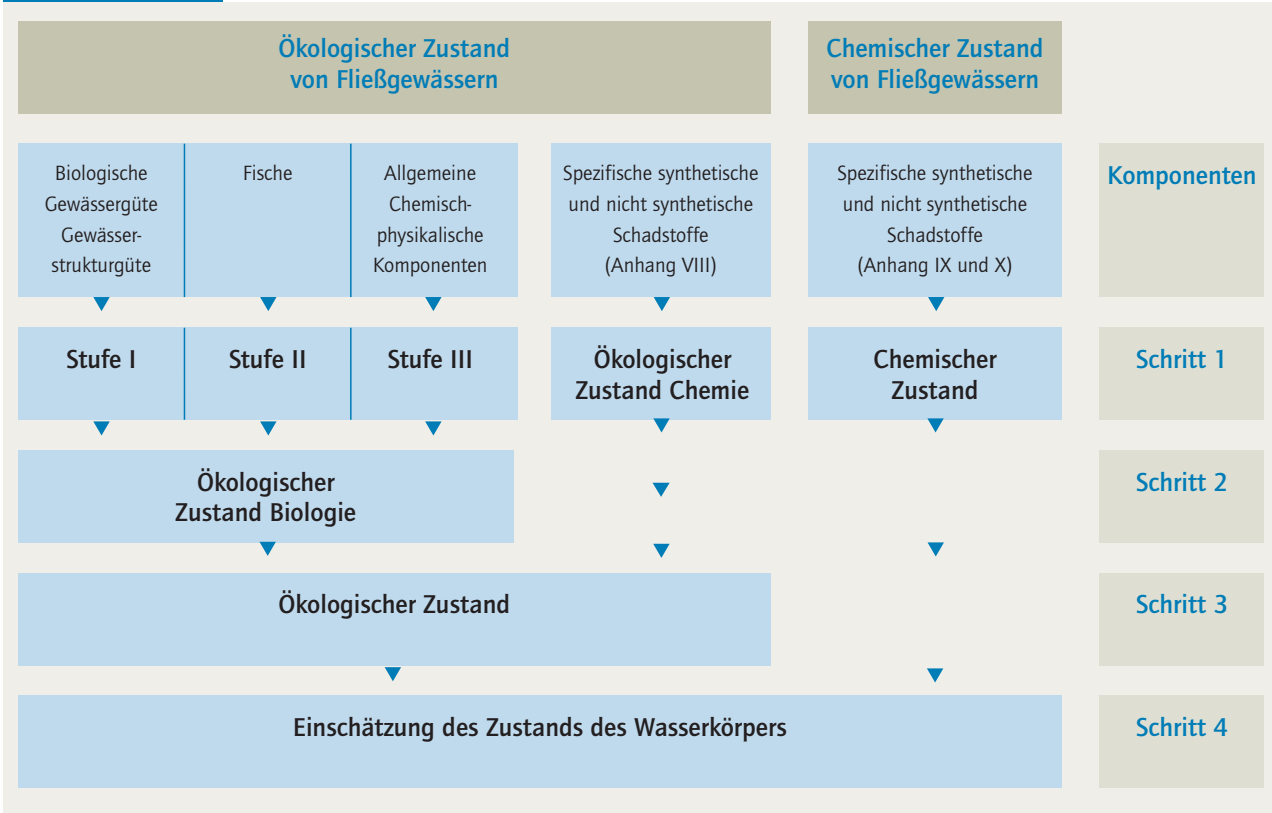 Ökologischer Zustand
von Fließgewässern
Chemischer Zustand
von Fließgewässern
Biologische
Gewässergüte
Gewässer-
strukturgüte
Fische
Allgemeine
Chemisch-
physikalische
Komponenten
Spezifische synthetische
und nicht synthetische
Schadstoffe
(Anhang VIII)
Spezifische synthetische
und nicht synthetische
Schadstoffe
(Anhang IX und X)
Komponenten
Stufe I
Stufe II
Stufe III
Ökologischer
Zustand Chemie
Chemischer
Zustand
Schritt 1
Ökologischer
Zustand Biologie
Schritt 2
Ökologischer Zustand
Schritt 3
Einschätzung des Zustands des Wasserkörpers
Schritt 4